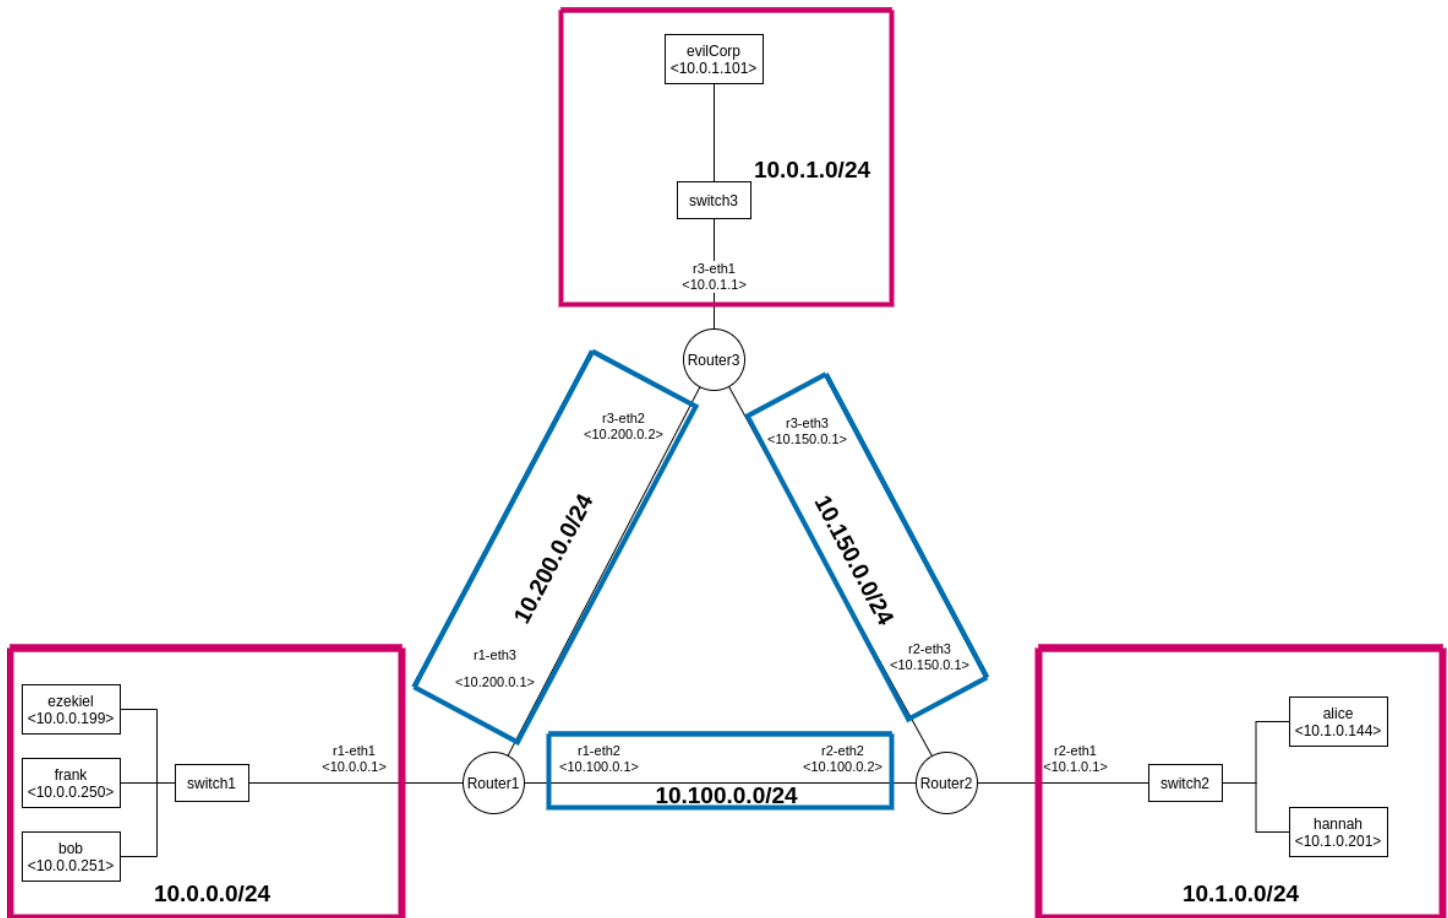 evilCorp
<10.0.1.101>
10.0.1.0/24
switch3
r3-eth1
<10.0.1.1>
Router3
r3-eth2
<10.200.0.2>
r3-eth3
<10.150.0.1>
10.200.0.0/24
10.150.0.0/24
r1-eth3
<10.200.0.1>
r2-eth3
<10.150.0.1>
ezekiel
<10.0.0.199>
frank
<10.0.0.250>
bob
<10.0.0.251>
switch1
r1-eth1
<10.0.0.1>
10.0.0.0/24
Router1
r1-eth2
<10.100.0.1>
r2-eth2
<10.100.0.2>
10.100.0.0/24
Router2
r2-eth1
<10.1.0.1>
switch2
alice
<10.1.0.144>
hannah
<10.1.0.201>
10.1.0.0/24